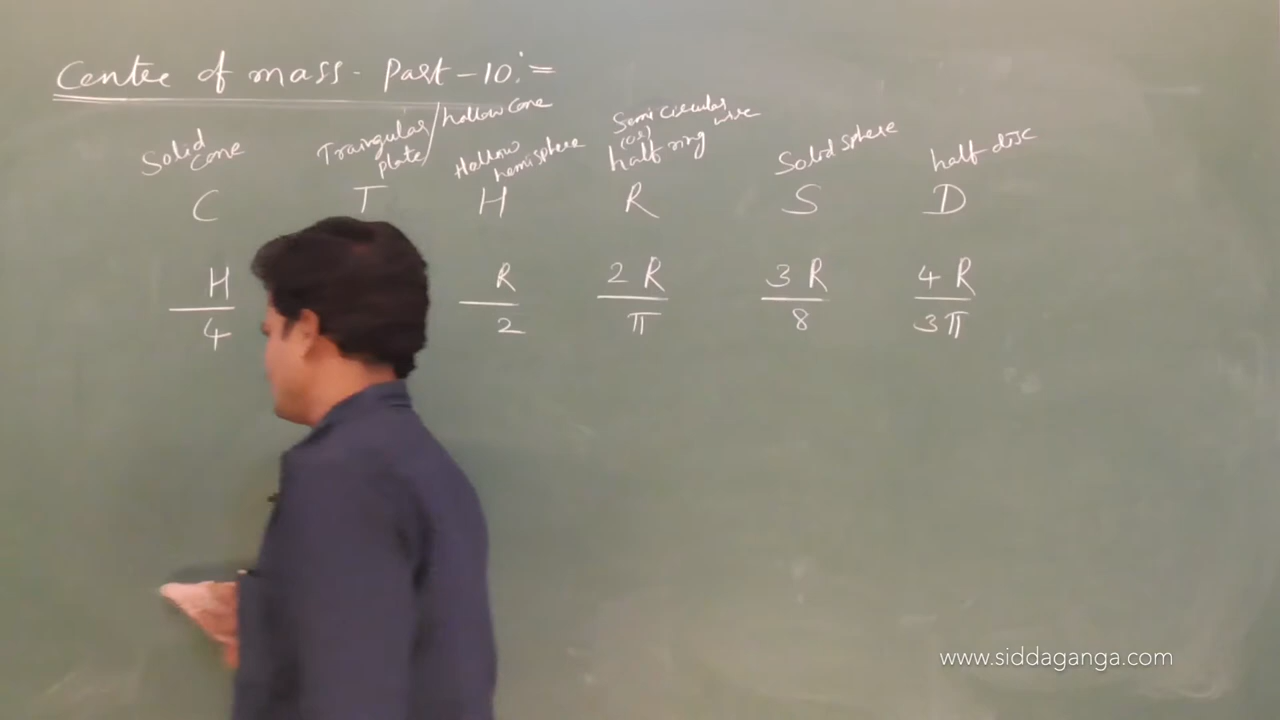 Centre of mass - Part - 10:=
Solid cone
Traingular plate/hollow cone
Hollow hemisphere
Semi circular wire (or) half ring
Solid sphere
half disc
C T H R S D
H/4 R/2 2R/π 3R/8 4R/3π
www.siddaganga.com